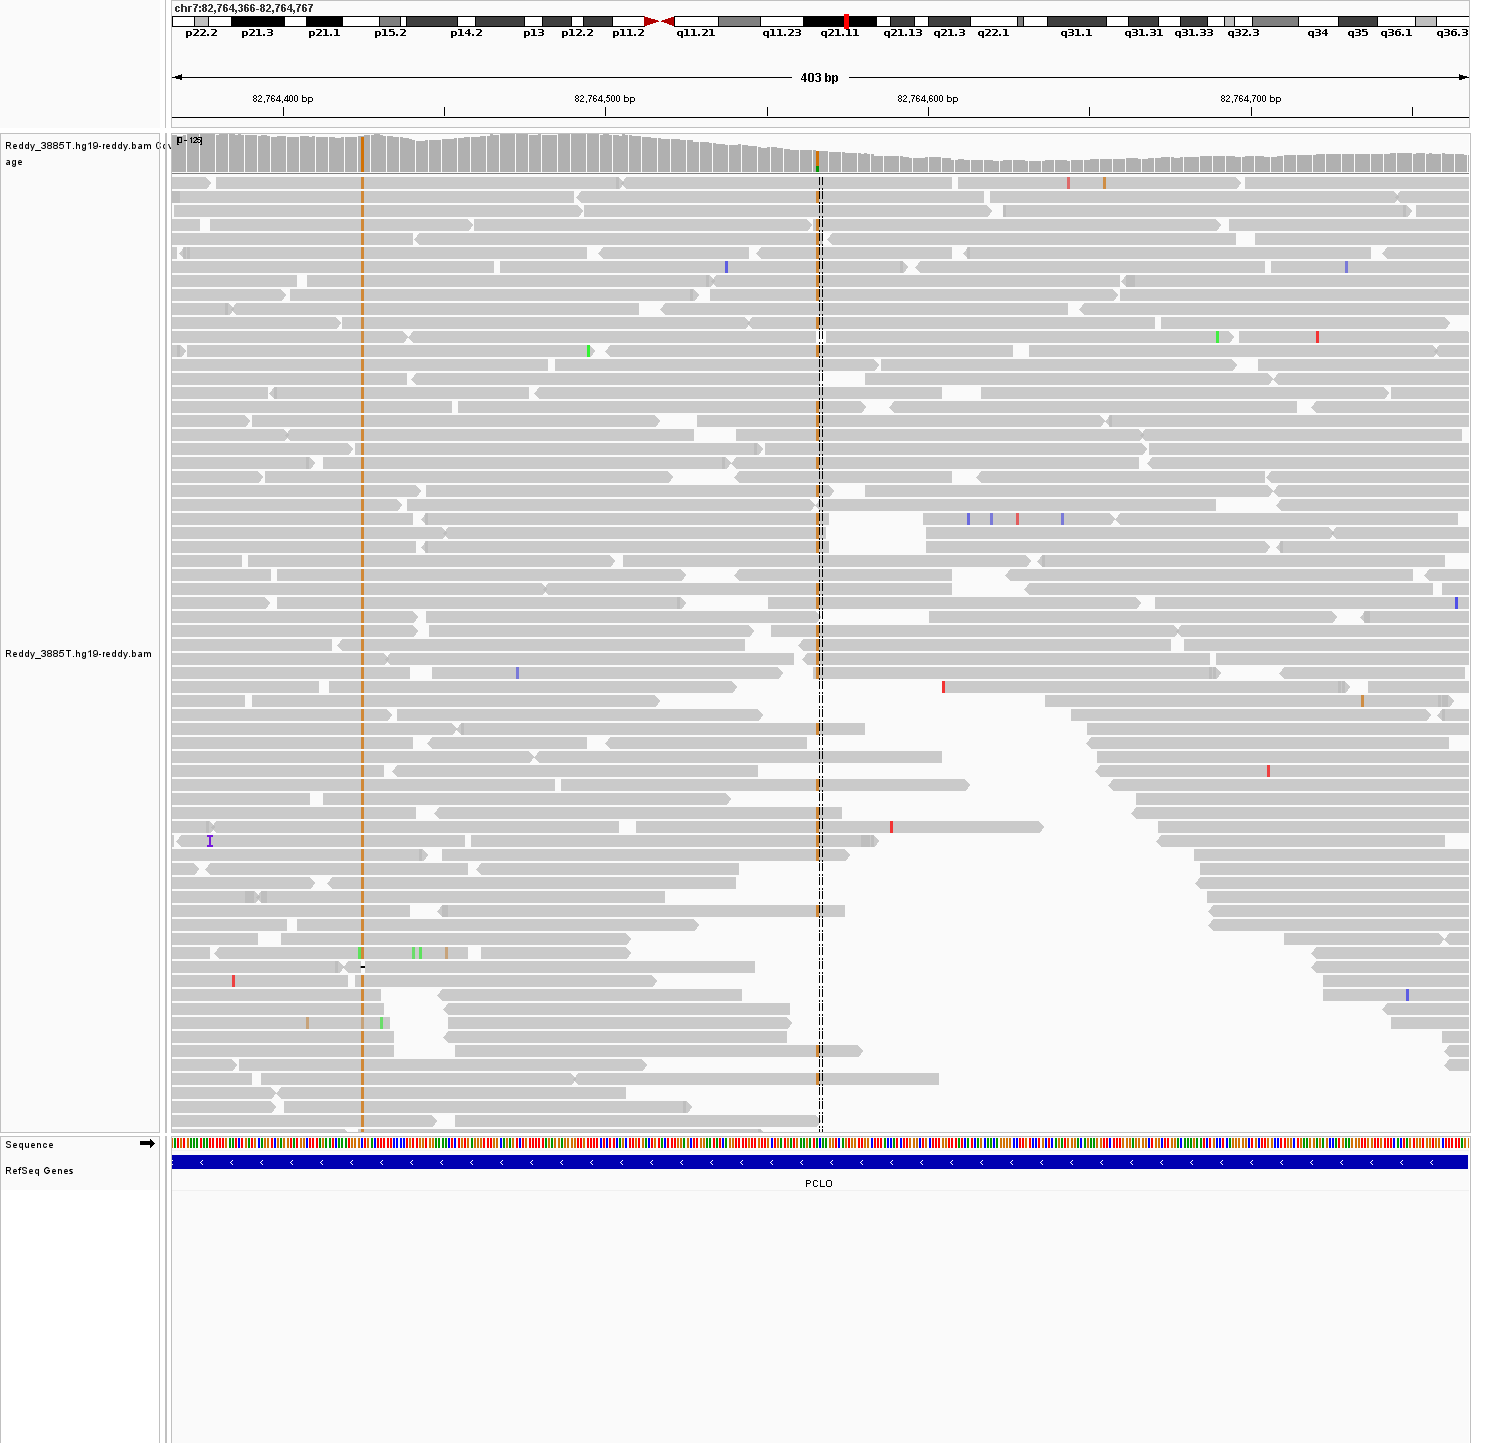 chr7:82,764,366-82,764,767
p22.2 p21.3 p21.1 p15.2 p14.2 p13 p12.2 p11.2 q11.21 q11.23 q21.11 q21.13 q21.3 q22.1 q31.1 q31.31 q31.33 q32.3 q34 q35 q36.1 q36.3
403 bp
82,764,400 bp 82,764,500 bp 82,764,600 bp 82,764,700 bp
Reddy_3885T.hg19-reddy.bam Cov
age
[0 - 125]
Reddy_3885T.hg19-reddy.bam
Sequence
RefSeq Genes
PCLO